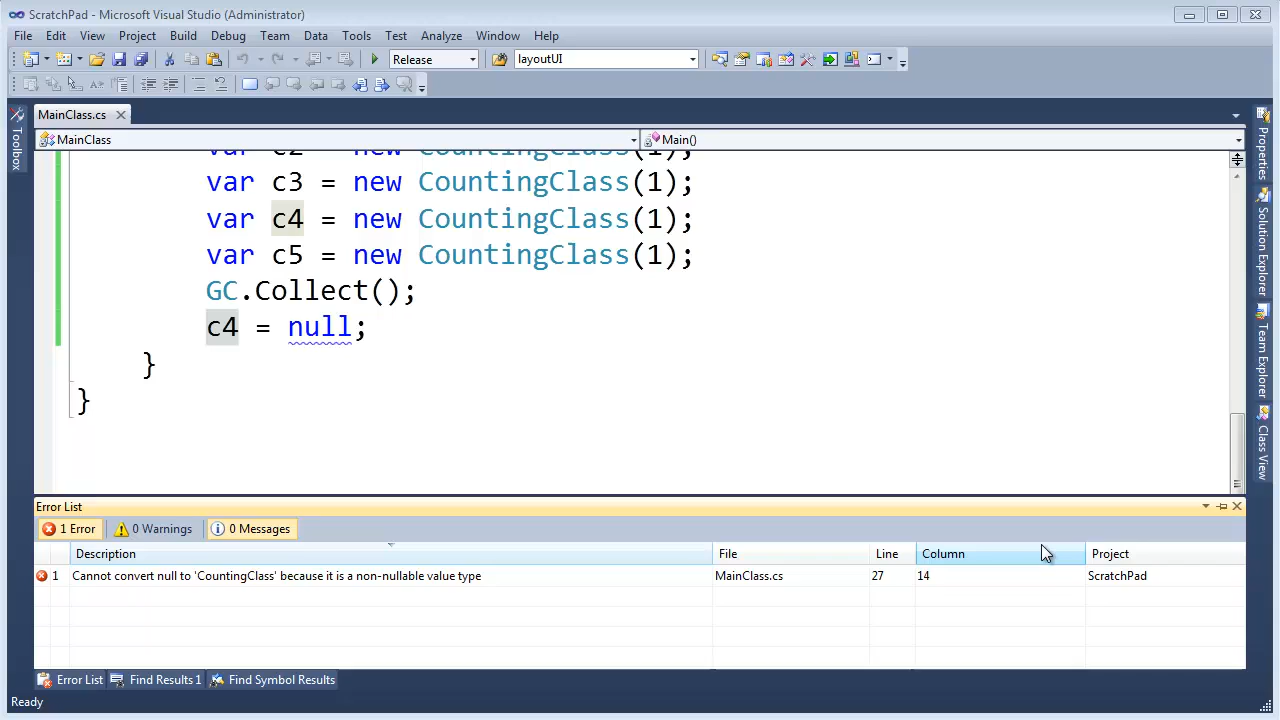 ScratchPad - Microsoft Visual Studio (Administrator)
File Edit View Project Build Debug Team Data Tools Test Analyze Window Help
Release layoutUI
MainClass.cs
MainClass Main()
var c2 = new CountingClass(1);
var c3 = new CountingClass(1);
var c4 = new CountingClass(1);
var c5 = new CountingClass(1);
GC.Collect();
c4 = null;
}
}
Toolbox
Properties
Solution Explorer
Team Explorer
Class View
Error List
1 Error 0 Warnings 0 Messages
Description File Line Column Project
1 Cannot convert null to 'CountingClass' because it is a non-nullable value type MainClass.cs 27 14 ScratchPad
Error List Find Results 1 Find Symbol Results
Ready